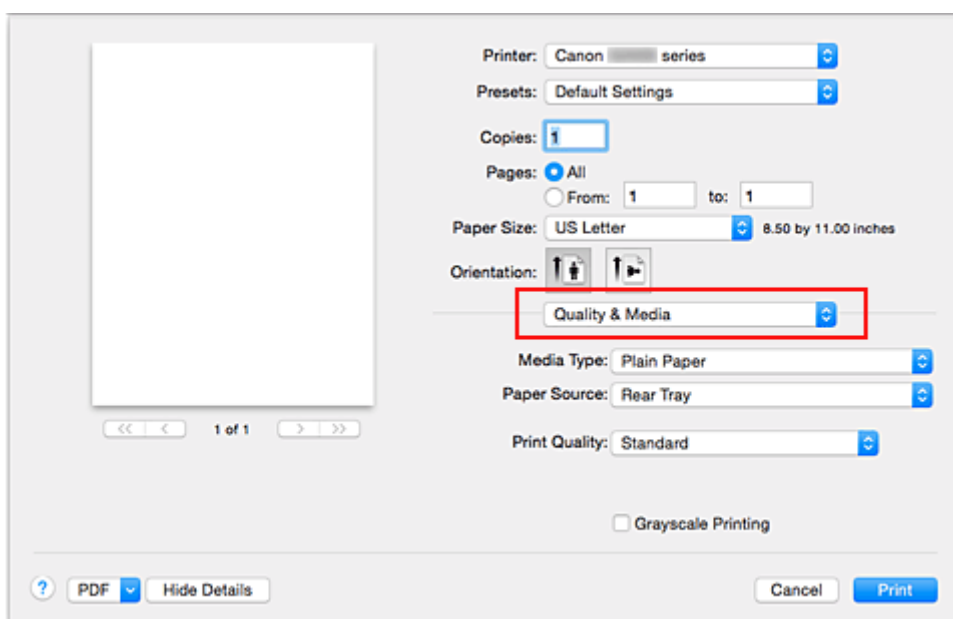 Printer: Canon series
Presets: Default Settings
Copies: 1
Pages: All
From: 1 to: 1
Paper Size: US Letter 8.50 by 11.00 inches
Orientation:
Quality & Media
Media Type: Plain Paper
Paper Source: Rear Tray
<< < 1 of 1 > >>
Print Quality: Standard
Grayscale Printing
? PDF Hide Details Cancel Print